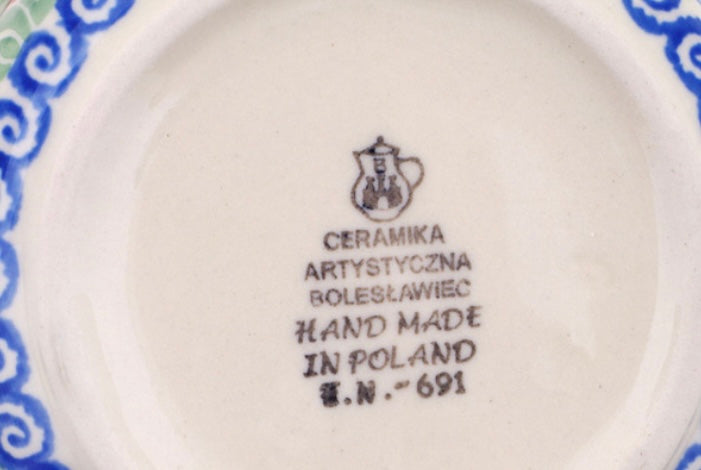 B
CERAMIKA
ARTYSTYCZNA
BOLESŁAWIEC
HAND MADE
IN POLAND
691